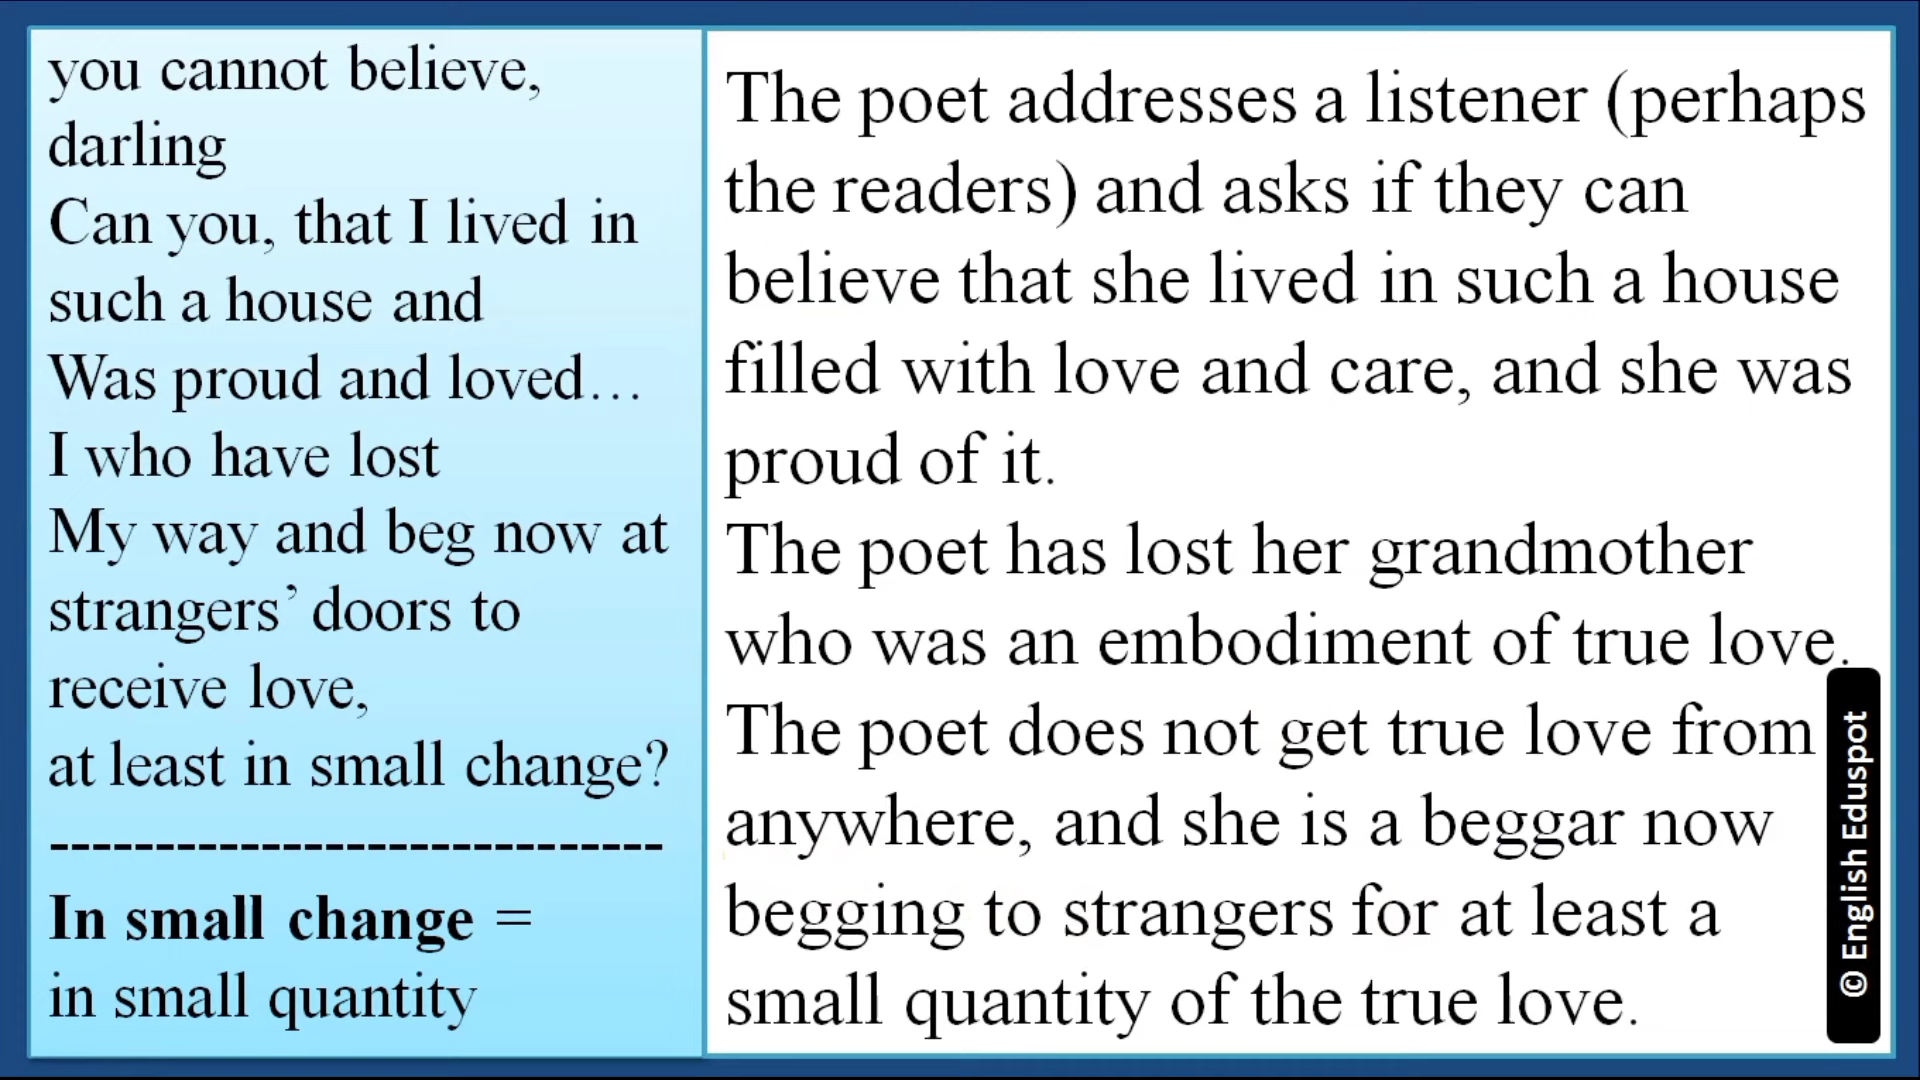 you cannot believe,
darling
Can you, that I lived in
such a house and
Was proud and loved…
I who have lost
My way and beg now at
strangers’ doors to
receive love,
at least in small change?
-----------------------------
In small change =
in small quantity
The poet addresses a listener (perhaps
the readers) and asks if they can
believe that she lived in such a house
filled with love and care, and she was
proud of it.
The poet has lost her grandmother
who was an embodiment of true love.
The poet does not get true love from
anywhere, and she is a beggar now
begging to strangers for at least a
small quantity of the true love.
© English Eduspot